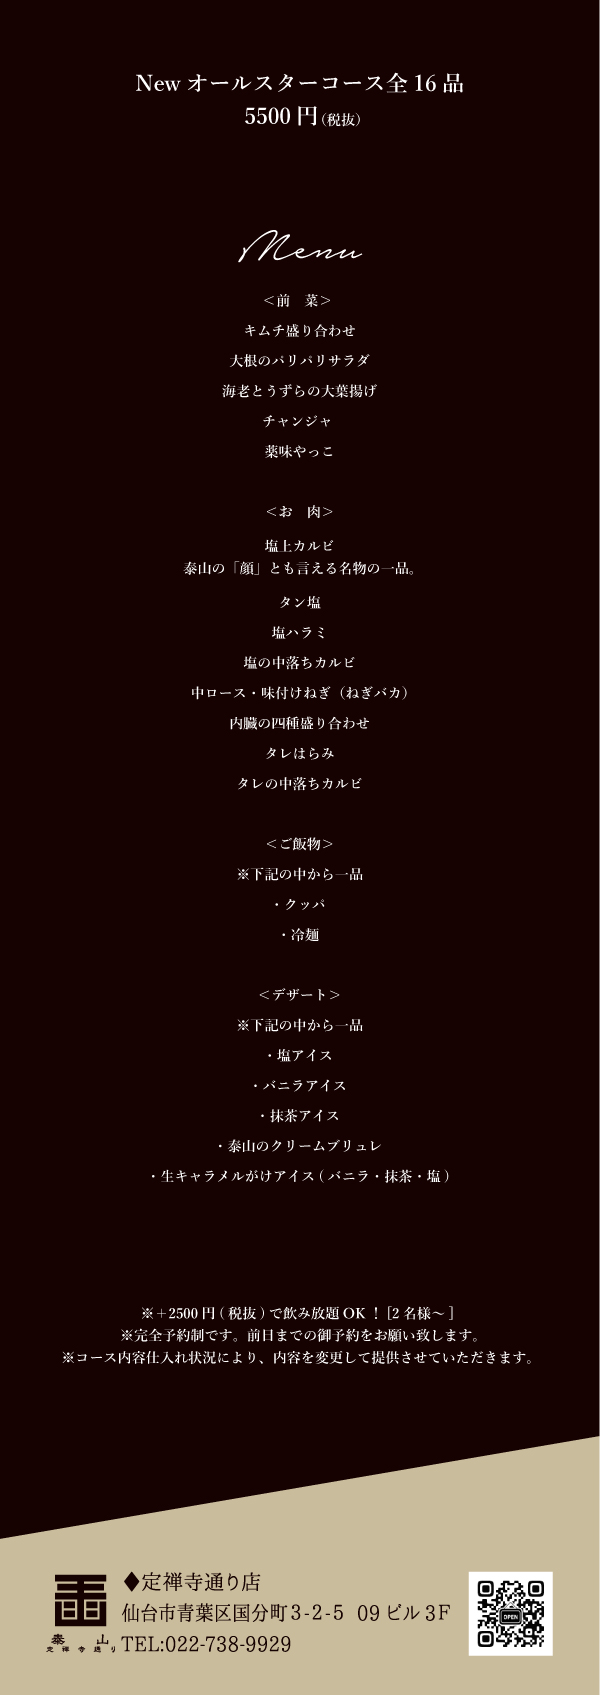 New オールスターコース全 16 品
5500 円(税抜)
Menu
＜前　菜＞
キムチ盛り合わせ
大根のパリパリサラダ
海老とうずらの大葉揚げ
チャンジャ
薬味やっこ
＜お　肉＞
塩上カルビ
泰山の「顔」とも言える名物の一品。
タン塩
塩ハラミ
塩の中落ちカルビ
中ロース・味付けねぎ（ねぎバカ）
内臓の四種盛り合わせ
タレはらみ
タレの中落ちカルビ
＜ご飯物＞
※下記の中から一品
・クッパ
・冷麺
＜デザート＞
※下記の中から一品
・塩アイス
・バニラアイス
・抹茶アイス
・泰山のクリームブリュレ
・生キャラメルがけアイス ( バニラ・抹茶・塩 )
※＋2500 円 ( 税抜 ) で飲み放題 OK ！ [2 名様〜 ]
※完全予約制です。前日までの御予約をお願い致します。
※コース内容仕入れ状況により、内容を変更して提供させていただきます。
泰山
定禅寺通り
◆定禅寺通り店
仙台市青葉区国分町３-２-５ 09 ビル３F
TEL:022-738-9929
OPEN